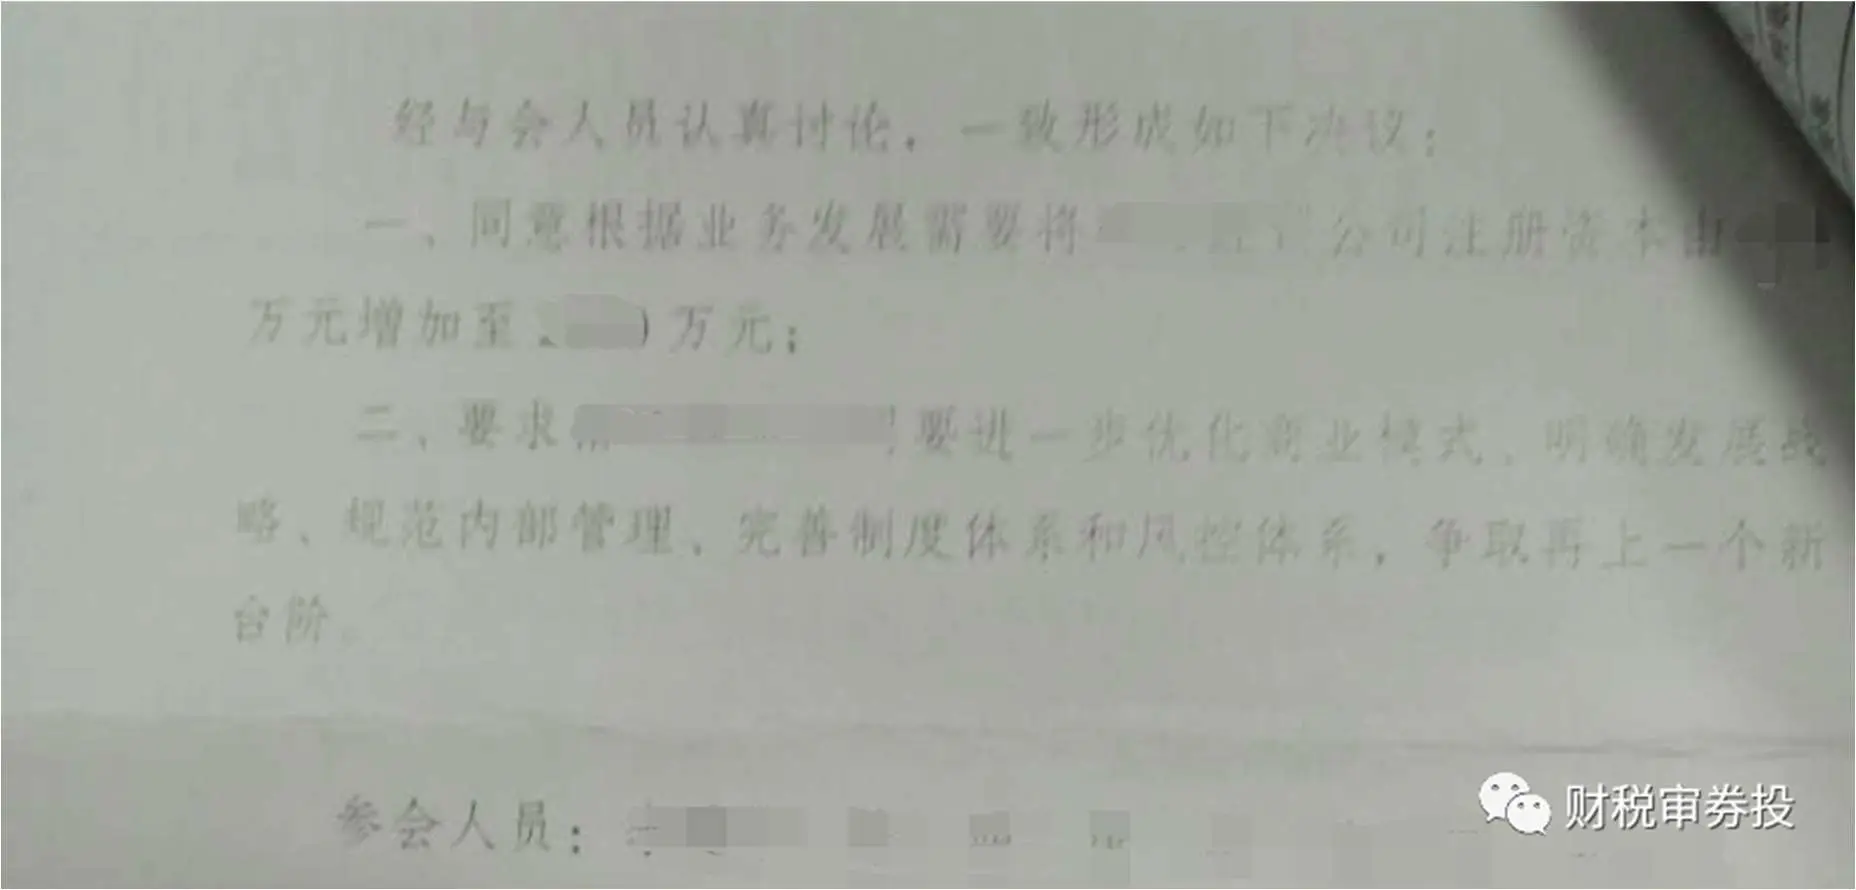 经与会人员认真讨论，一致形成如下决议：
一、同意根据业务发展需要将 公司注册资本由
万元增加至 万元；
二、要求 要进一步优化商业模式、明确发展战
略、规范内部管理、完善制度体系和风控体系，争取再上一个新
台阶。
参会人员：
财税审券投